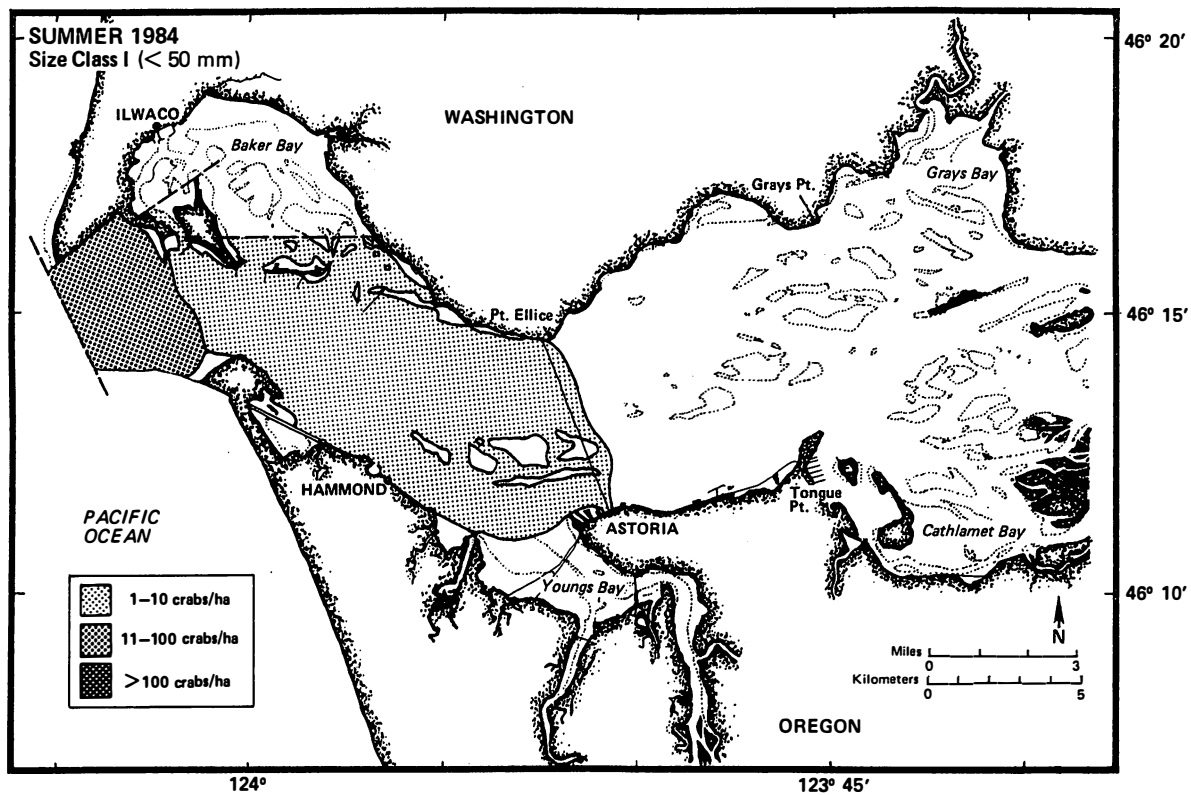 SUMMER 1984
Size Class I (< 50 mm)
46° 20′
ILWACO
WASHINGTON
Baker Bay
Grays Pt.
Grays Bay
Pt. Ellice
46° 15′
HAMMOND
Tongue
Pt.
ASTORIA
Cathlamet Bay
PACIFIC
OCEAN
Youngs Bay
46° 10′
1–10 crabs/ha
11–100 crabs/ha
>100 crabs/ha
N
Miles
0 3
Kilometers
0 5
OREGON
124°
123° 45′